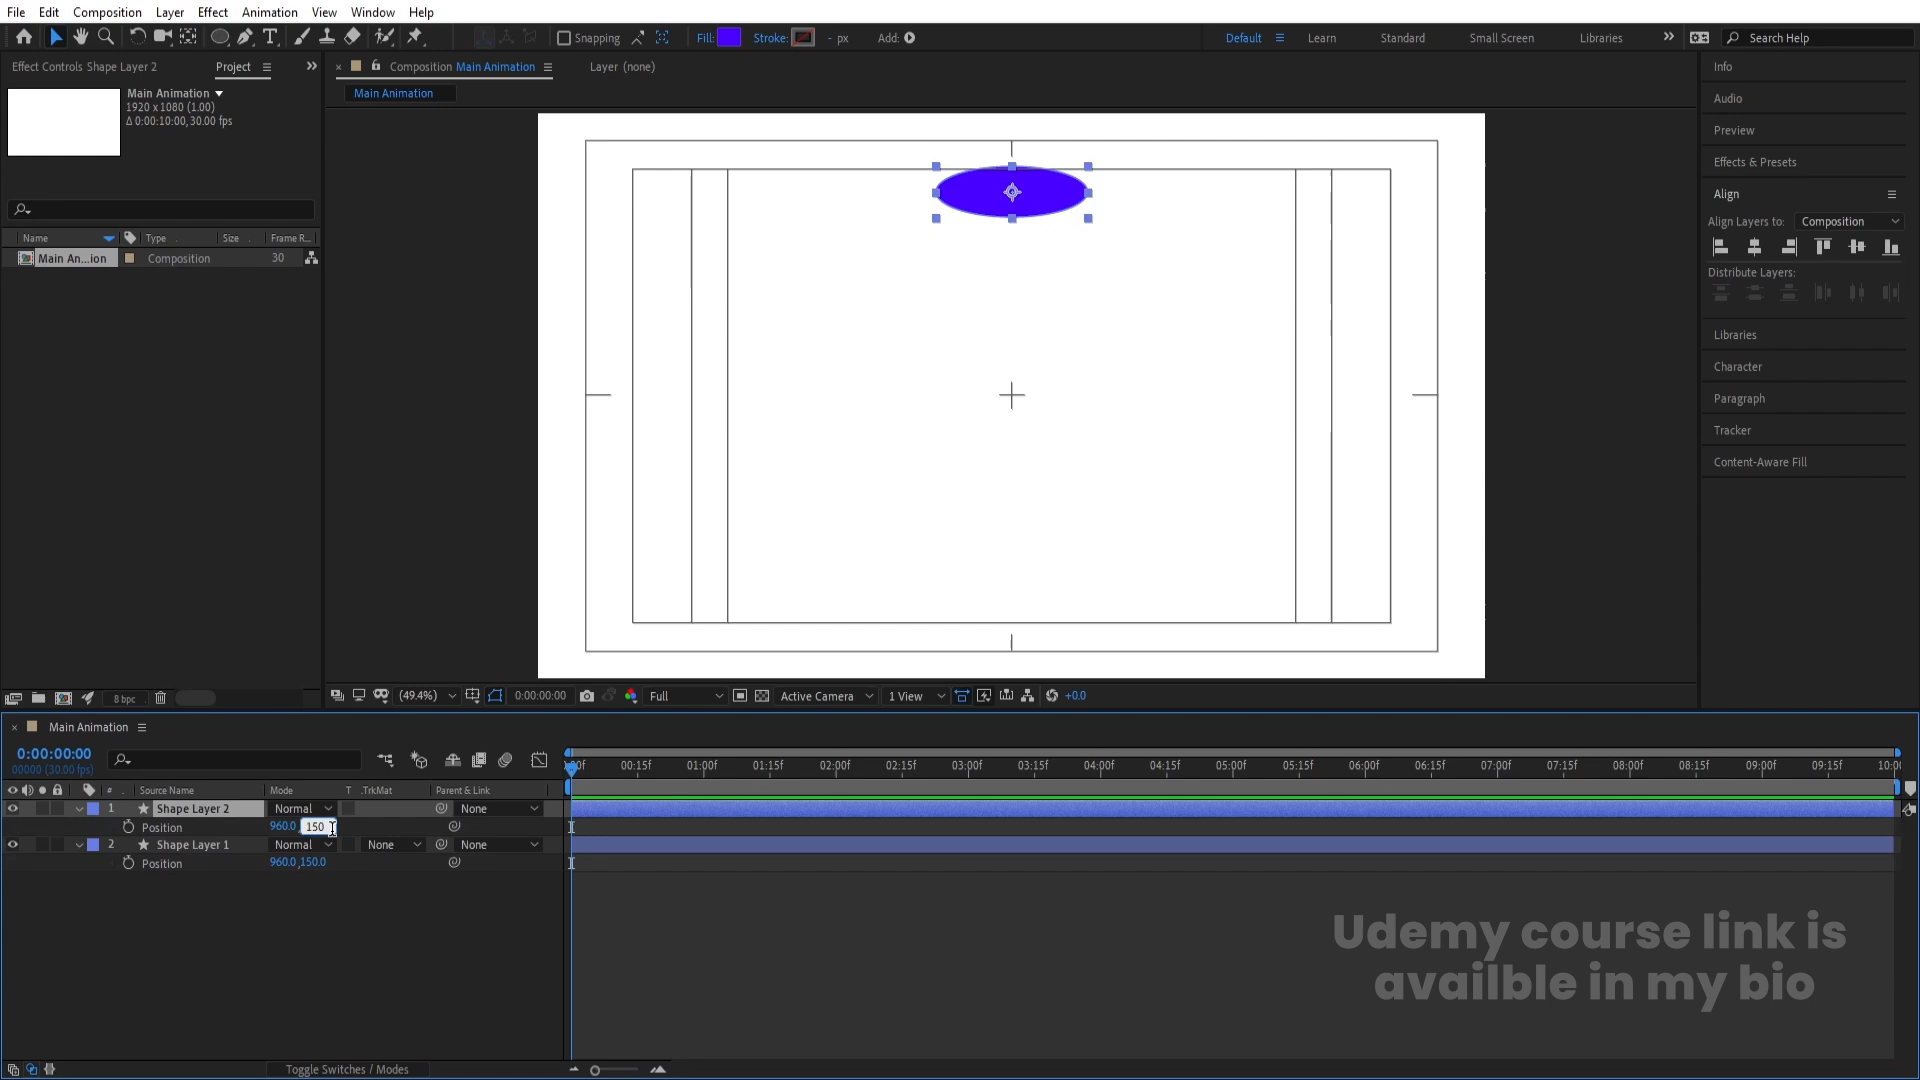 File Edit Composition Layer Effect Animation View Window Help
Snapping Fill: Stroke: - px Add: Default Learn Standard Small Screen Libraries Search Help
Effect Controls Shape Layer 2 Project Composition Main Animation Layer (none) Info
Main Animation
1920 x 1080 (1.00)
Δ 0:00:10:00,30.00 fps
Main Animation
Audio
Preview
Effects & Presets
Align
Align Layers to: Composition
Distribute Layers:
Libraries
Character
Paragraph
Tracker
Content-Aware Fill
Name Type Size Frame R...
Main An...ion Composition 30
8 bpc (49.4%) 0:00:00:00 Full Active Camera 1 View +0.0
Main Animation
0:00:00:00
00000 (30.00 fps)
00f 00:15f 01:00f 01:15f 02:00f 02:15f 03:00f 03:15f 04:00f 04:15f 05:00f 05:15f 06:00f 06:15f 07:00f 07:15f 08:00f 08:15f 09:00f 09:15f 10:0
# Source Name Mode T .TrkMat Parent & Link
1 Shape Layer 2 Normal None
Position 960.0, 150
2 Shape Layer 1 Normal None None
Position 960.0,150.0
Udemy course link is
availble in my bio
Toggle Switches / Modes